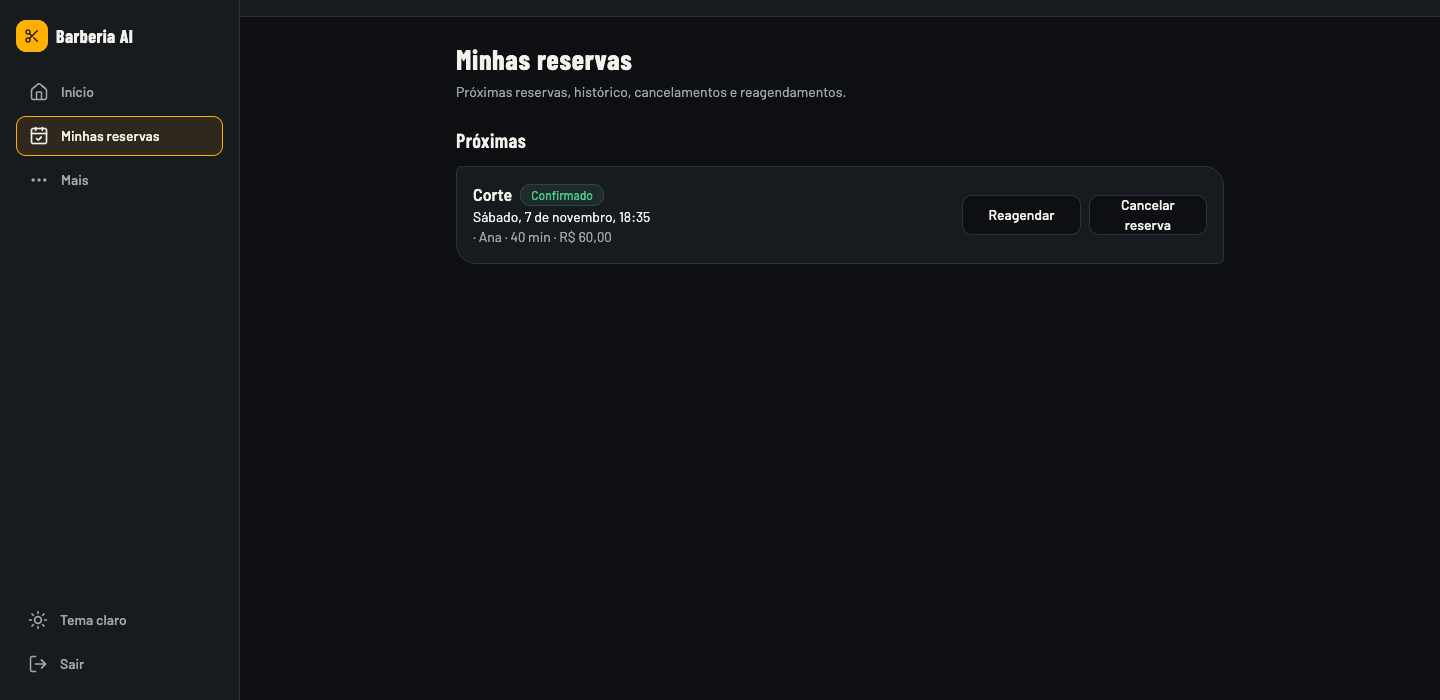 Barberia AI
Início
Minhas reservas
Mais
Tema claro
Sair
Minhas reservas
Próximas reservas, histórico, cancelamentos e reagendamentos.
Próximas
Corte Confirmado
Sábado, 7 de novembro, 18:35
· Ana · 40 min · R$ 60,00
Reagendar
Cancelar
reserva